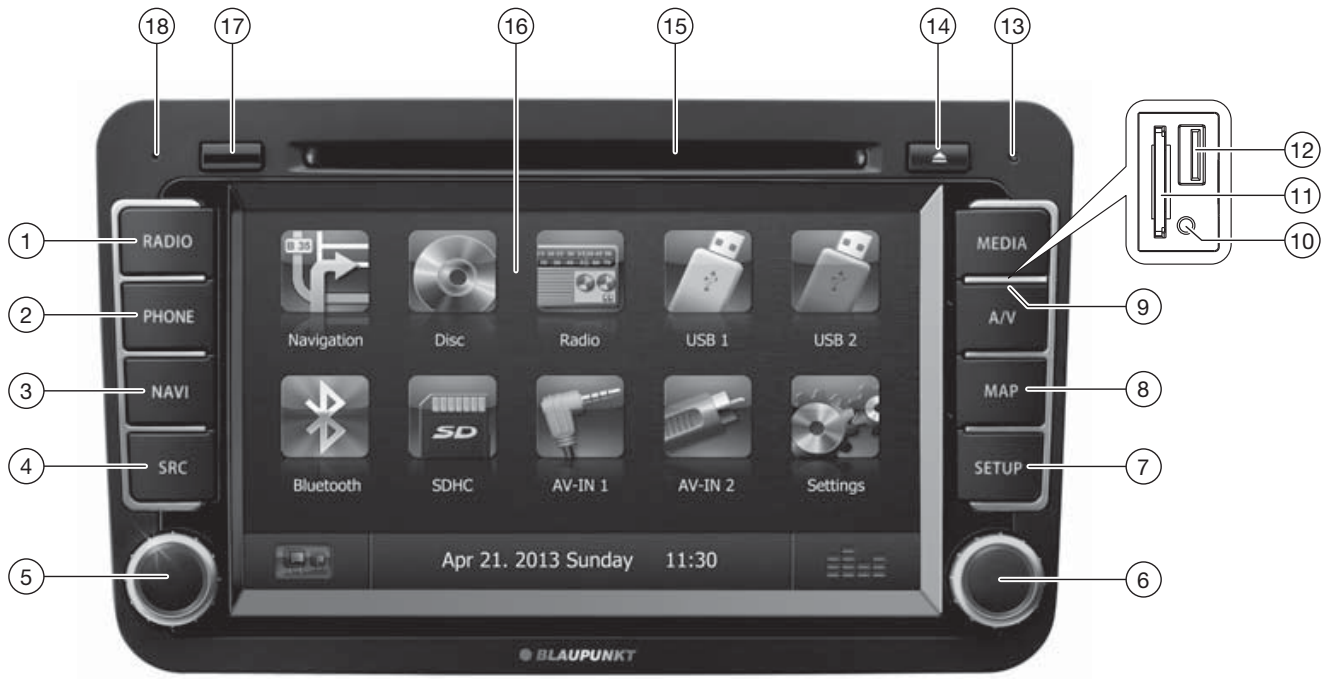 18 17 16 15 14 13
12
11
10
1 RADIO
MEDIA
9
2 PHONE
A/V
3 NAVI
MAP 8
4 SRC
SETUP 7
5
6
B 35
Navigation Disc Radio USB 1 USB 2
SD
Bluetooth SDHC AV-IN 1 AV-IN 2 Settings
Apr 21. 2013 Sunday 11:30
BLAUPUNKT